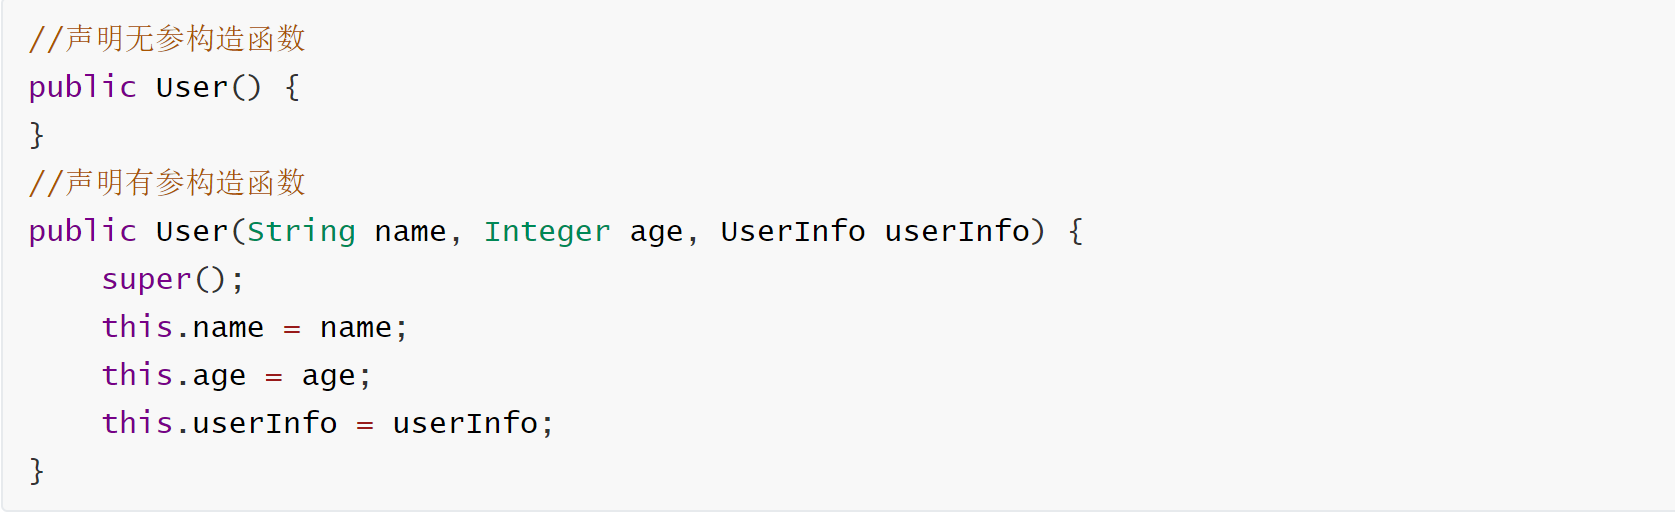 //声明无参构造函数
public User() {
}
//声明有参构造函数
public User(String name, Integer age, UserInfo userInfo) {
    super();
    this.name = name;
    this.age = age;
    this.userInfo = userInfo;
}